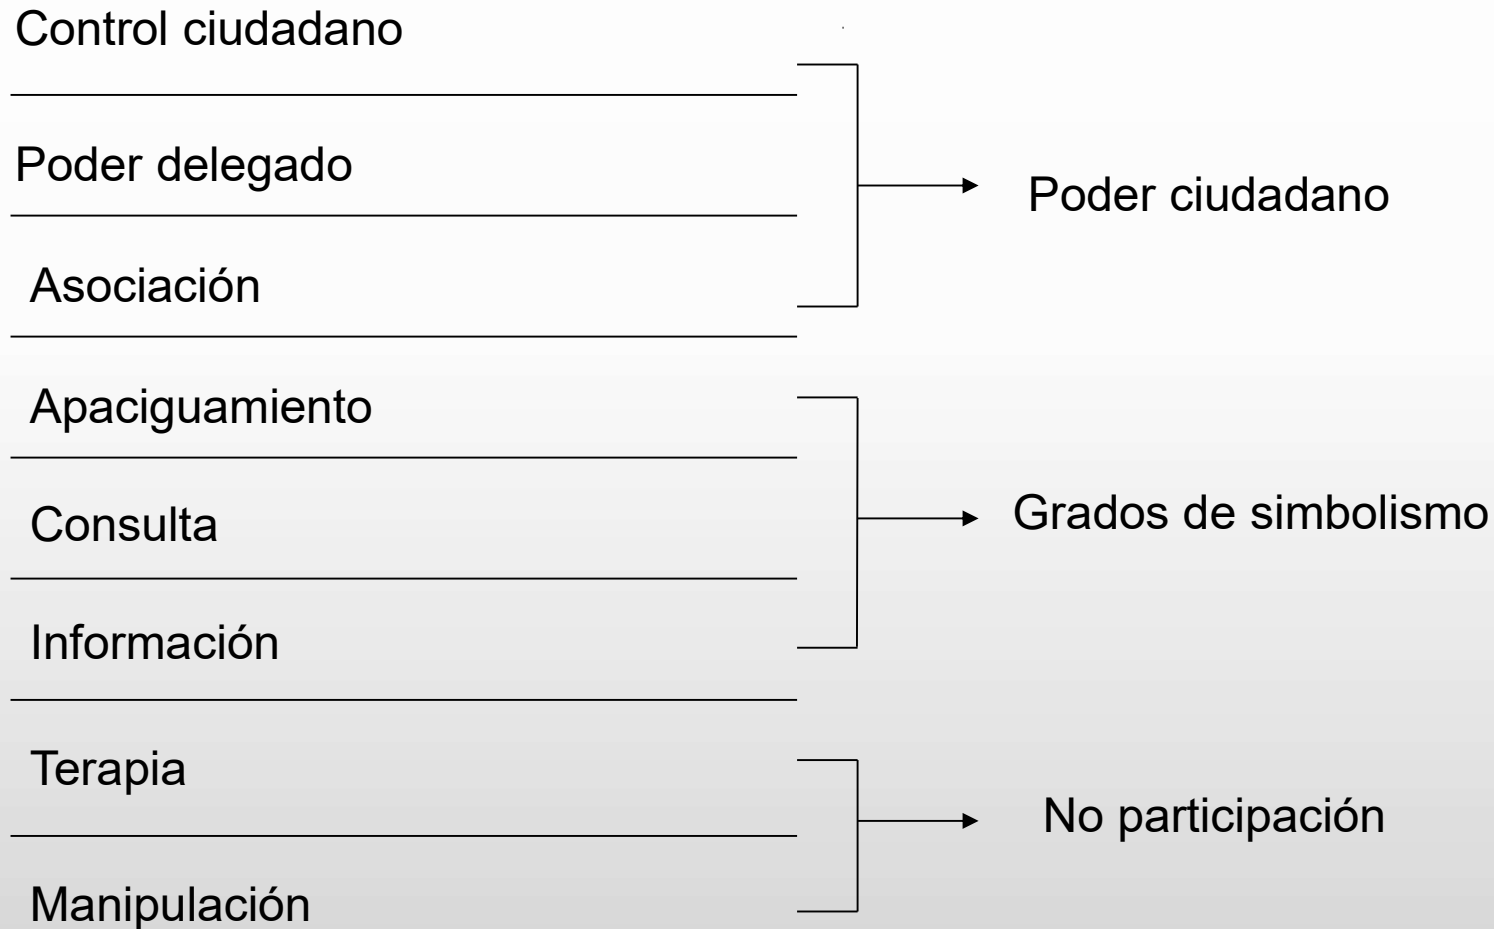 Control ciudadano
Poder delegado
Poder ciudadano
Asociación
Apaciguamiento
Consulta
Grados de simbolismo
Información
Terapia
No participación
Manipulación